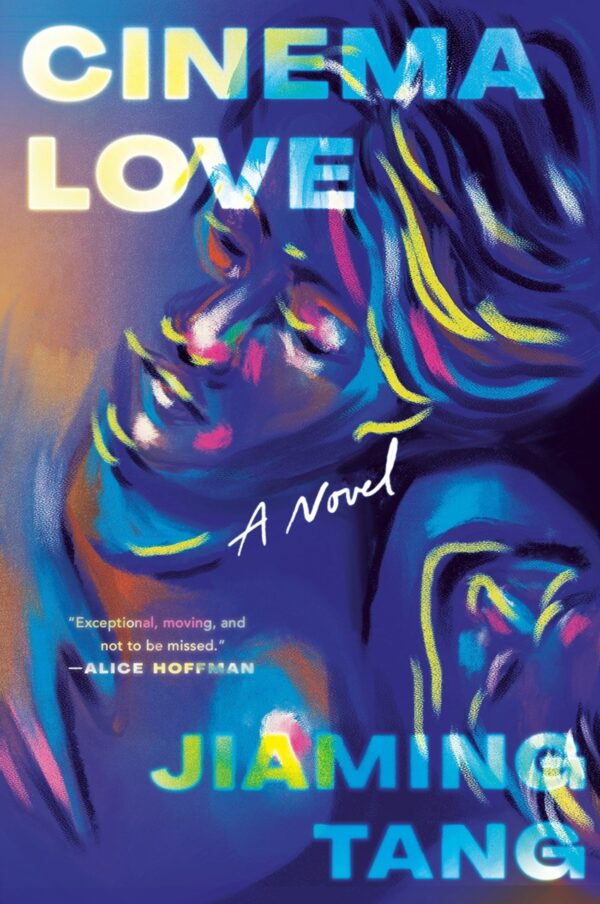 CINEMA
LOVE
A Novel
"Exceptional, moving, and
not to be missed."
—ALICE HOFFMAN
JIAMING
TANG